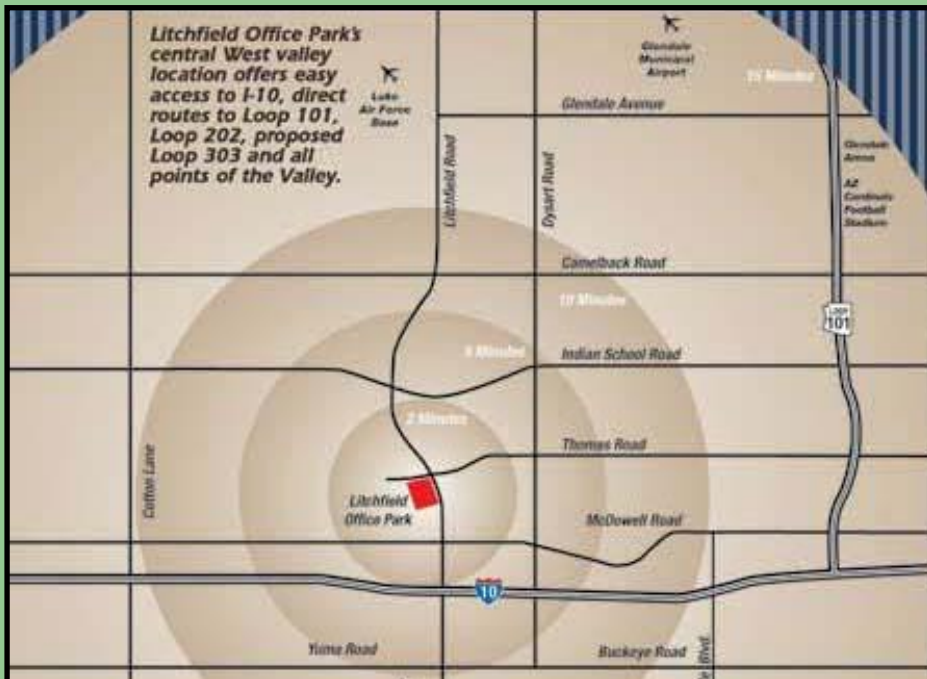 Litchfield Office Park's
central West valley
location offers easy
access to I-10, direct
routes to Loop 101,
Loop 202, proposed
Loop 303 and all
points of the Valley.
Luke
Air Force
Base
Glendale
Municipal
Airport
15 Minutes
Glendale Avenue
Glendale
Arena
AZ
Cardinals
Football
Stadium
Litchfield Road
Dysart Road
Camelback Road
10 Minutes
LOOP
101
5 Minutes
Indian School Road
2 Minutes
Thomas Road
Cotton Lane
Litchfield
Office Park
McDowell Road
10
Yuma Road
Buckeye Road
Blvd